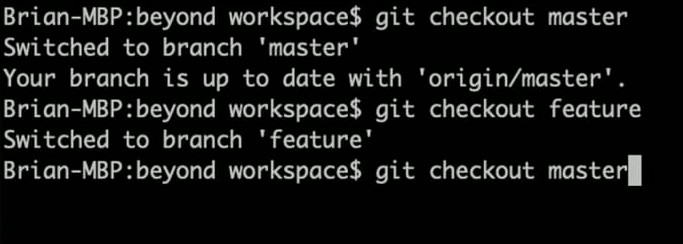 Brian-MBP:beyond workspace$ git checkout master
Switched to branch 'master'
Your branch is up to date with 'origin/master'.
Brian-MBP:beyond workspace$ git checkout feature
Switched to branch 'feature'
Brian-MBP:beyond workspace$ git checkout master